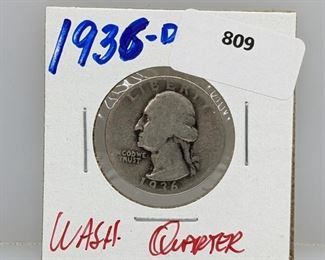 1936-D
809
LIBERTY
IN GOD WE
TRUST
1936
WASH. QUARTER